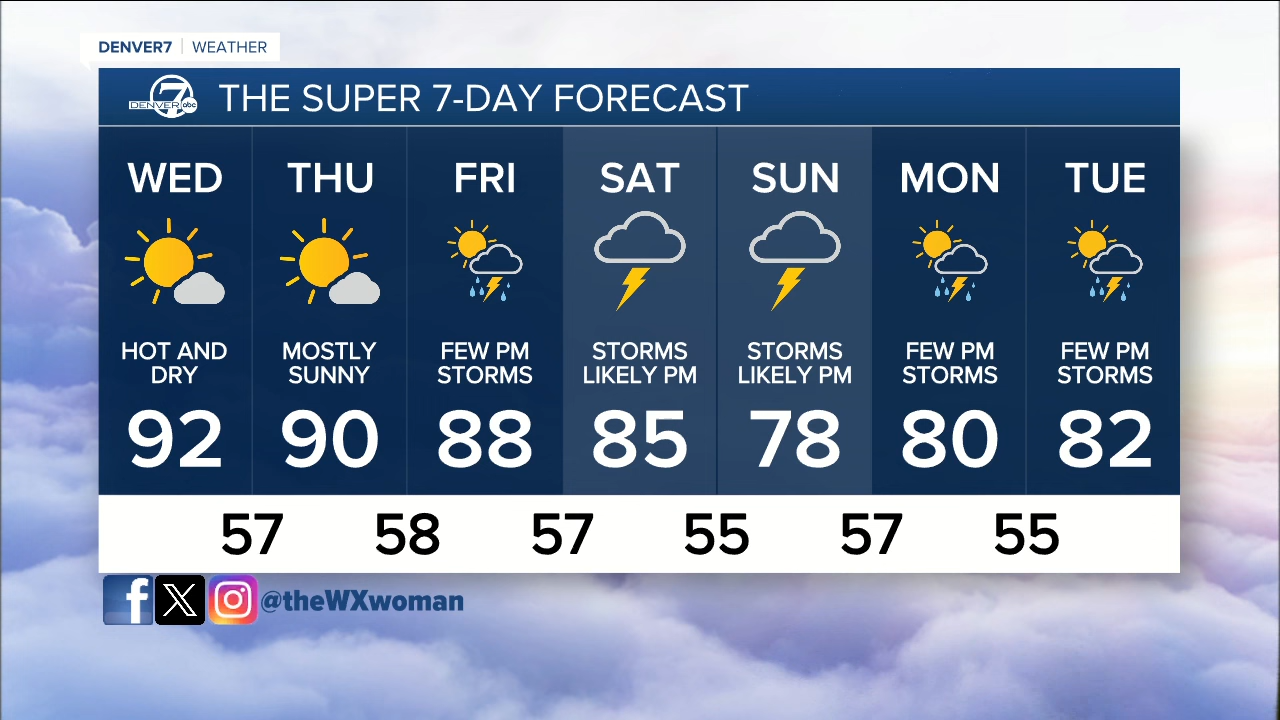 DENVER7 | WEATHER
7
DENVER abc
THE SUPER 7-DAY FORECAST
WED THU FRI SAT SUN MON TUE
HOT AND MOSTLY FEW PM STORMS STORMS FEW PM FEW PM
DRY SUNNY STORMS LIKELY PM LIKELY PM STORMS STORMS
92 90 88 85 78 80 82
57 58 57 55 57 55
@theWXwoman